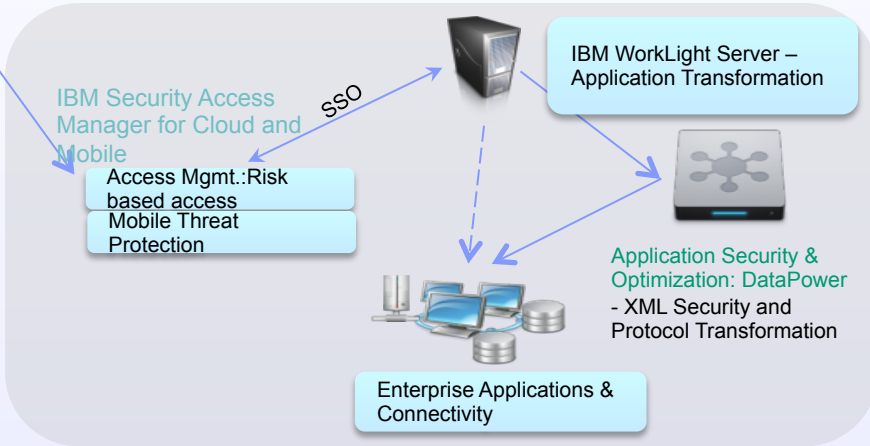 IBM WorkLight Server –
Application Transformation
IBM Security Access
Manager for Cloud and
Mobile
SSO
Access Mgmt.:Risk
based access
Mobile Threat
Protection
Application Security &
Optimization: DataPower
- XML Security and
Protocol Transformation
Enterprise Applications &
Connectivity